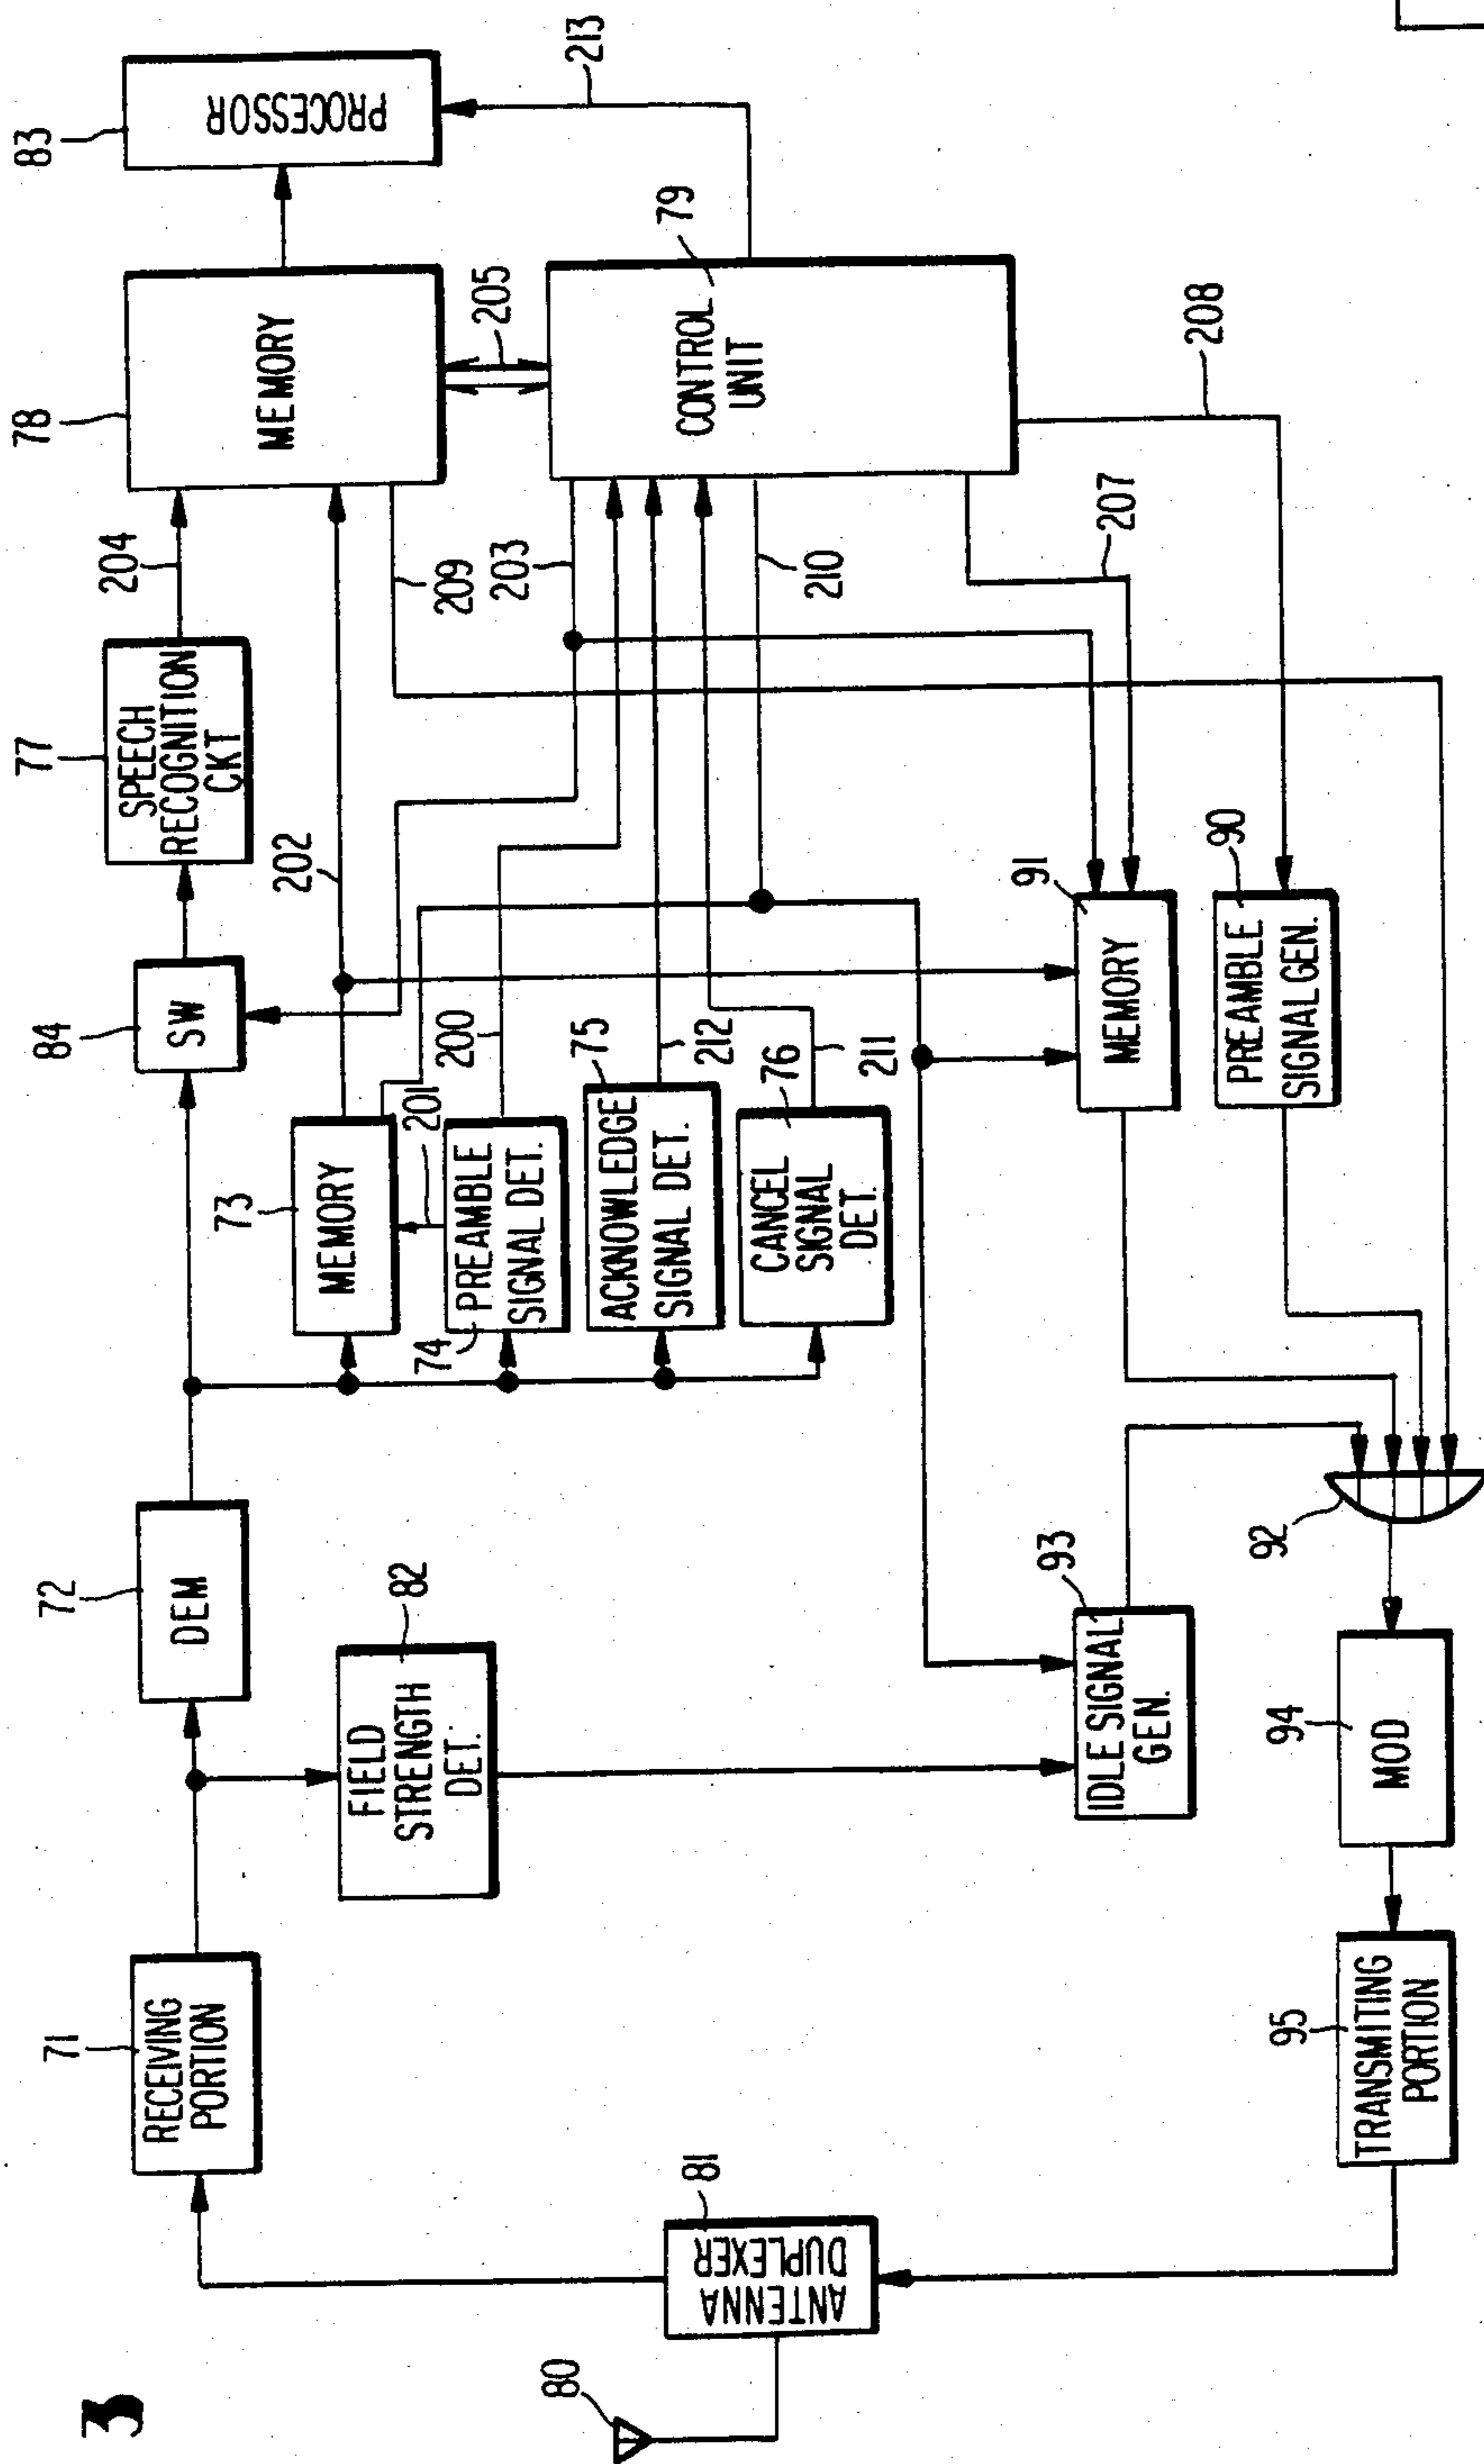 3
80
ANTENNA
DUPLEXER
81
71
RECEIVING
PORTION
72
DEM
FIELD
STRENGTH
DET.
82
84
SW
77
SPEECH
RECOGNITION
CKT
204
78
MEMORY
83
PROCESSOR
213
73
MEMORY
201
202
209
74
PREAMBLE
SIGNAL DET.
200
203
205
75
ACKNOWLEDGE
SIGNAL DET.
212
76
CANCEL
SIGNAL
DET.
211
210
79
CONTROL
UNIT
207
208
91
MEMORY
90
PREAMBLE
SIGNAL GEN.
93
IDLE SIGNAL
GEN.
92
94
MOD
95
TRANSMITING
PORTION